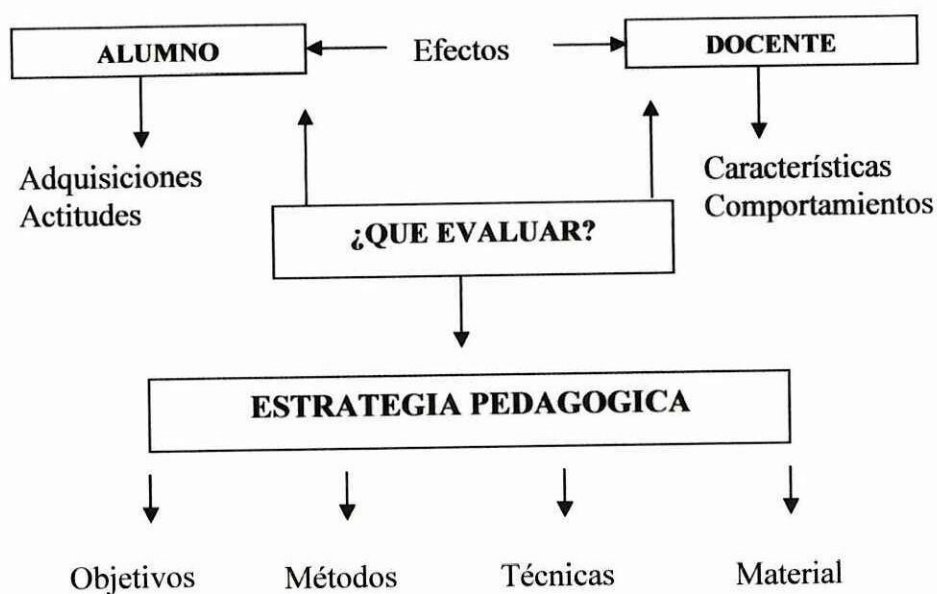 ALUMNO
Efectos
DOCENTE
Adquisiciones
Actitudes
Características
Comportamientos
¿QUE EVALUAR?
ESTRATEGIA PEDAGOGICA
Objetivos
Métodos
Técnicas
Material